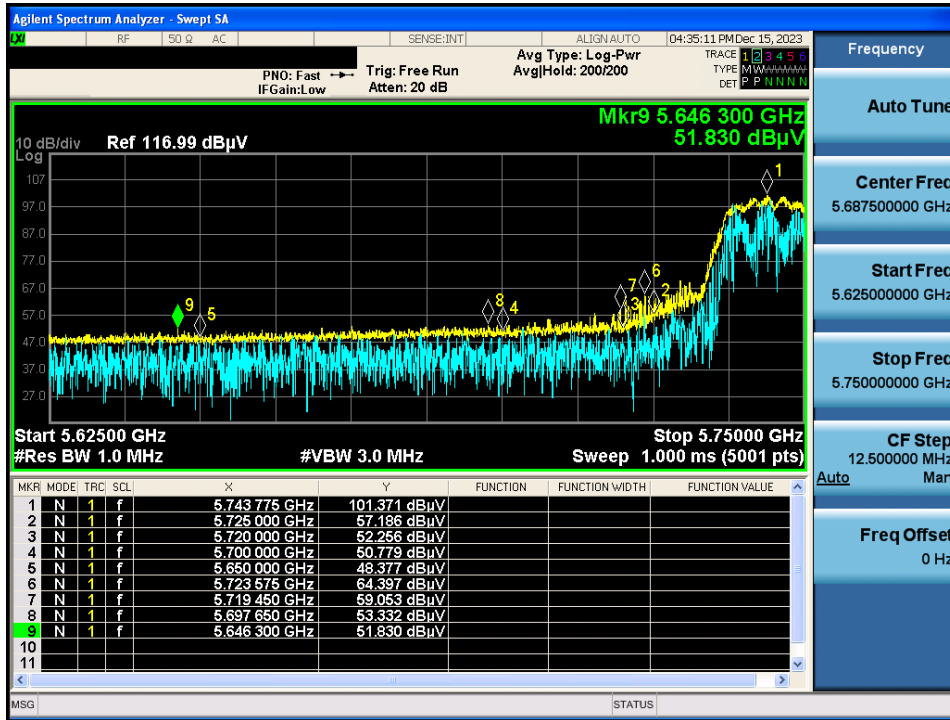 Agilent Spectrum Analyzer - Swept SA
LXI RF 50 Ω AC SENSE:INT ALIGN AUTO 04:35:11 PM Dec 15, 2023
PNO: Fast IFGain:Low
Trig: Free Run Atten: 20 dB
Avg Type: Log-Pwr Avg|Hold: 200/200
TRACE 1 2 3 4 5 6
TYPE M W W W W W
DET P P N N N N
Mkr9 5.646 300 GHz
51.830 dBµV
10 dB/div Ref 116.99 dBµV
Log
107
97.0
87.0
77.0
67.0
57.0
47.0
37.0
27.0
1
9 5 8 4 7 3 6 2
Start 5.62500 GHz Stop 5.75000 GHz
#Res BW 1.0 MHz #VBW 3.0 MHz Sweep 1.000 ms (5001 pts)
MKR MODE TRC SCL X Y FUNCTION FUNCTION WIDTH FUNCTION VALUE
1 N 1 f 5.743 775 GHz 101.371 dBµV
2 N 1 f 5.725 000 GHz 57.186 dBµV
3 N 1 f 5.720 000 GHz 52.256 dBµV
4 N 1 f 5.700 000 GHz 50.779 dBµV
5 N 1 f 5.650 000 GHz 48.377 dBµV
6 N 1 f 5.723 575 GHz 64.397 dBµV
7 N 1 f 5.719 450 GHz 59.053 dBµV
8 N 1 f 5.697 650 GHz 53.332 dBµV
9 N 1 f 5.646 300 GHz 51.830 dBµV
10
11
MSG STATUS
Frequency
Auto Tune
Center Freq
5.687500000 GHz
Start Freq
5.625000000 GHz
Stop Freq
5.750000000 GHz
CF Step
12.500000 MHz
Auto Man
Freq Offset
0 Hz